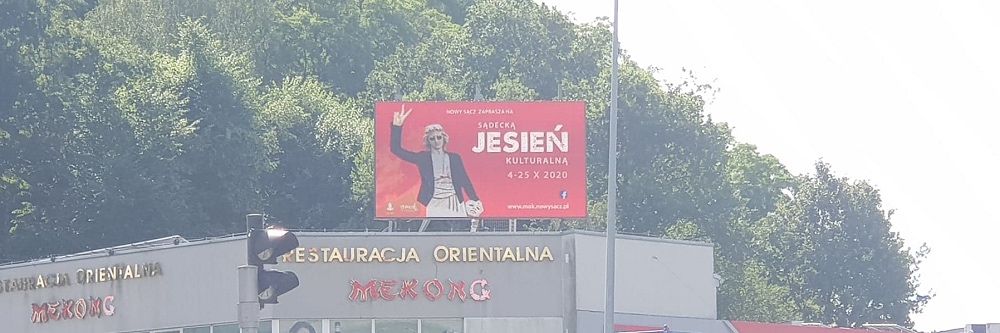 NOWY SĄCZ ZAPRASZA NA
SĄDECKĄ
JESIEŃ
KULTURALNĄ
4-25 X 2020
www.mok.nowysacz.pl
RESTAURACJA ORIENTALNA
MEKONG
STAURACJA ORIENTALNA
MEKONG